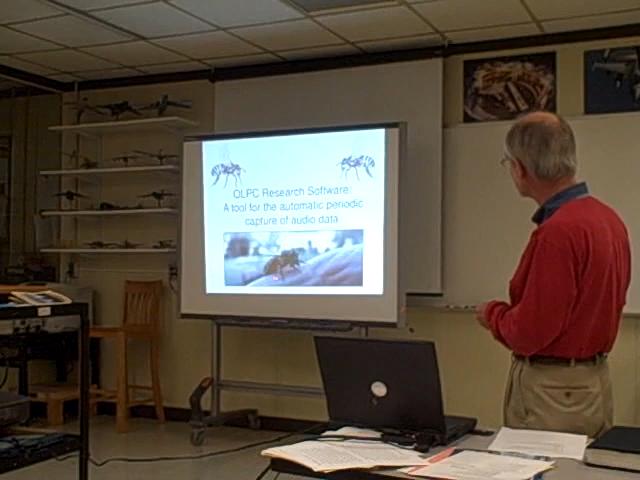 OLPC Research Software:
A tool for the automatic periodic
capture of audio data